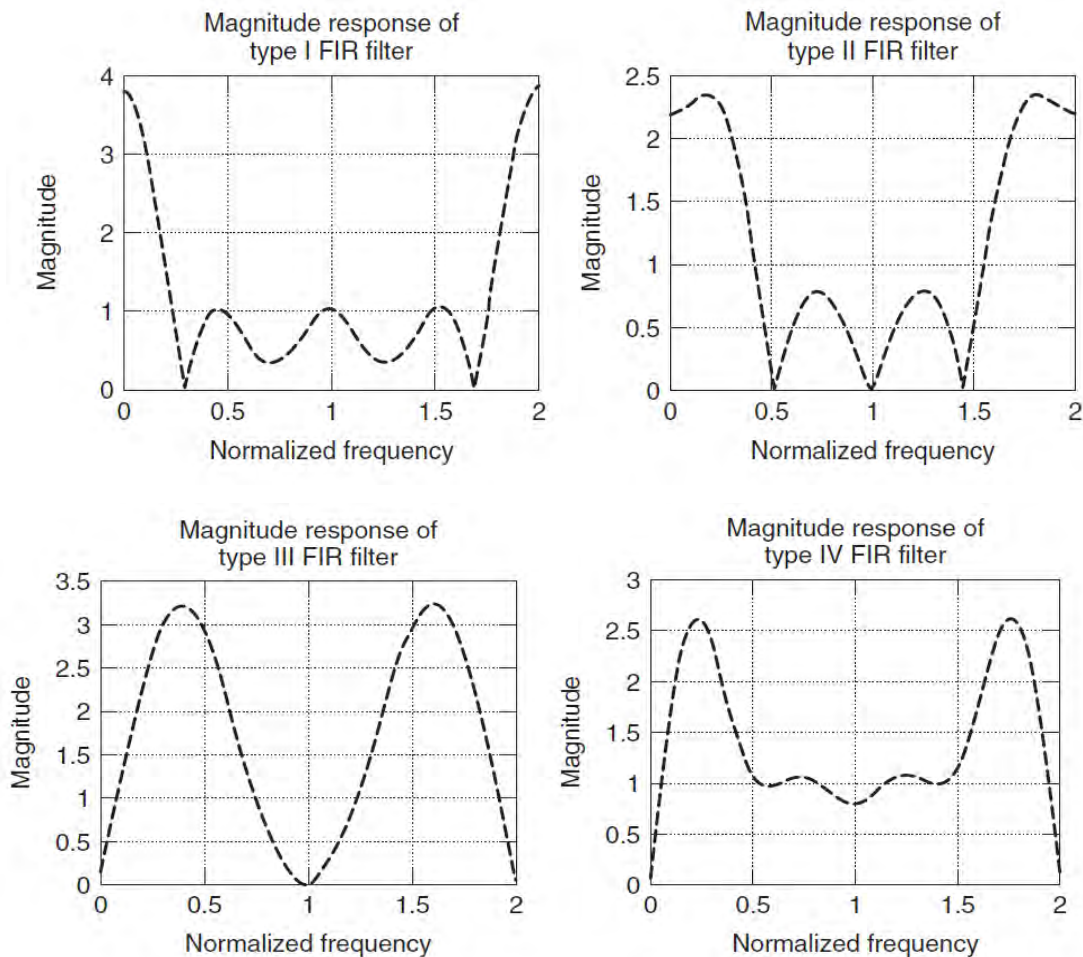 Magnitude response of
type I FIR filter
4
3
2
1
0
Magnitude
0 0.5 1 1.5 2
Normalized frequency
Magnitude response of
type II FIR filter
2.5
2
1.5
1
0.5
0
Magnitude
0 0.5 1 1.5 2
Normalized frequency
Magnitude response of
type III FIR filter
3.5
3
2.5
2
1.5
1
0.5
0
Magnitude
0 0.5 1 1.5 2
Normalized frequency
Magnitude response of
type IV FIR filter
3
2.5
2
1.5
1
0.5
0
Magnitude
0 0.5 1 1.5 2
Normalized frequency